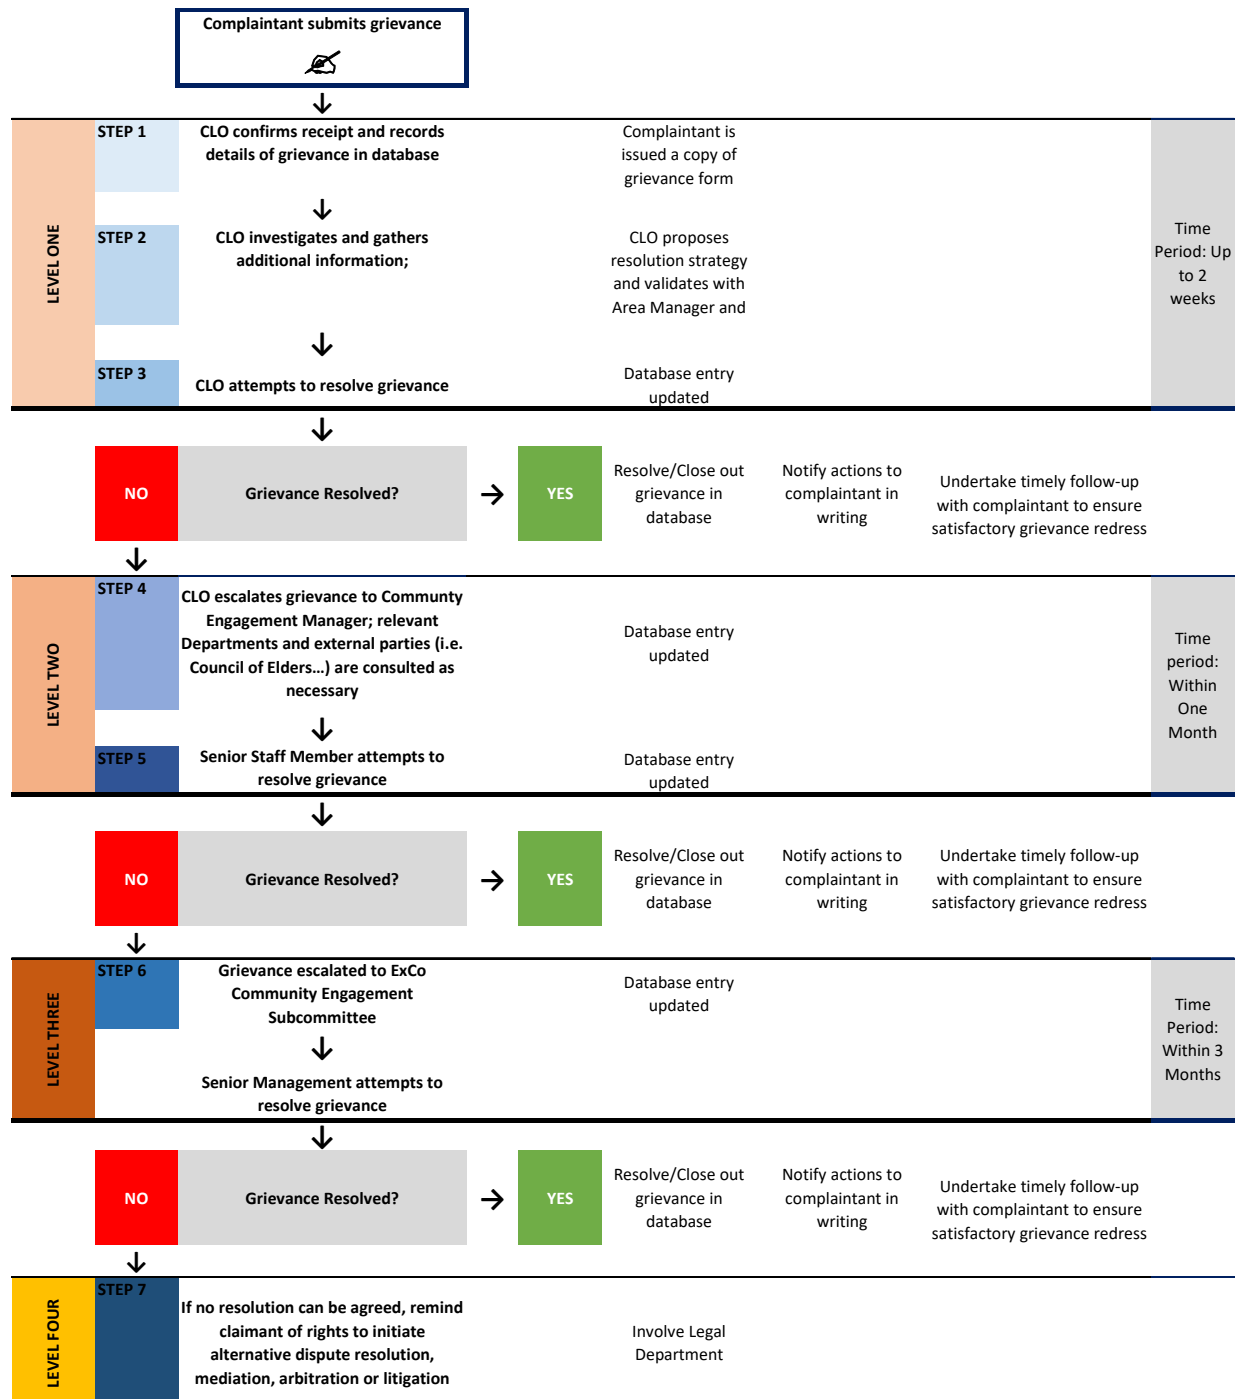 Complaintant submits grievance
LEVEL ONE
STEP 1
CLO confirms receipt and records
details of grievance in database
Complaintant is
issued a copy of
grievance form
STEP 2
CLO investigates and gathers
additional information;
CLO proposes
resolution strategy
and validates with
Area Manager and
Time
Period: Up
to 2
weeks
STEP 3
CLO attempts to resolve grievance
Database entry
updated
NO
Grievance Resolved?
YES
Resolve/Close out
grievance in
database
Notify actions to
complaintant in
writing
Undertake timely follow-up
with complaintant to ensure
satisfactory grievance redress
LEVEL TWO
STEP 4
CLO escalates grievance to Communty
Engagement Manager; relevant
Departments and external parties (i.e.
Council of Elders...) are consulted as
necessary
Database entry
updated
Time
period:
Within
One
Month
STEP 5
Senior Staff Member attempts to
resolve grievance
Database entry
updated
NO
Grievance Resolved?
YES
Resolve/Close out
grievance in
database
Notify actions to
complaintant in
writing
Undertake timely follow-up
with complaintant to ensure
satisfactory grievance redress
LEVEL THREE
STEP 6
Grievance escalated to ExCo
Community Engagement
Subcommittee
Database entry
updated
Time
Period:
Within 3
Months
Senior Management attempts to
resolve grievance
NO
Grievance Resolved?
YES
Resolve/Close out
grievance in
database
Notify actions to
complaintant in
writing
Undertake timely follow-up
with complaintant to ensure
satisfactory grievance redress
LEVEL FOUR
STEP 7
If no resolution can be agreed, remind
claimant of rights to initiate
alternative dispute resolution,
mediation, arbitration or litigation
Involve Legal
Department